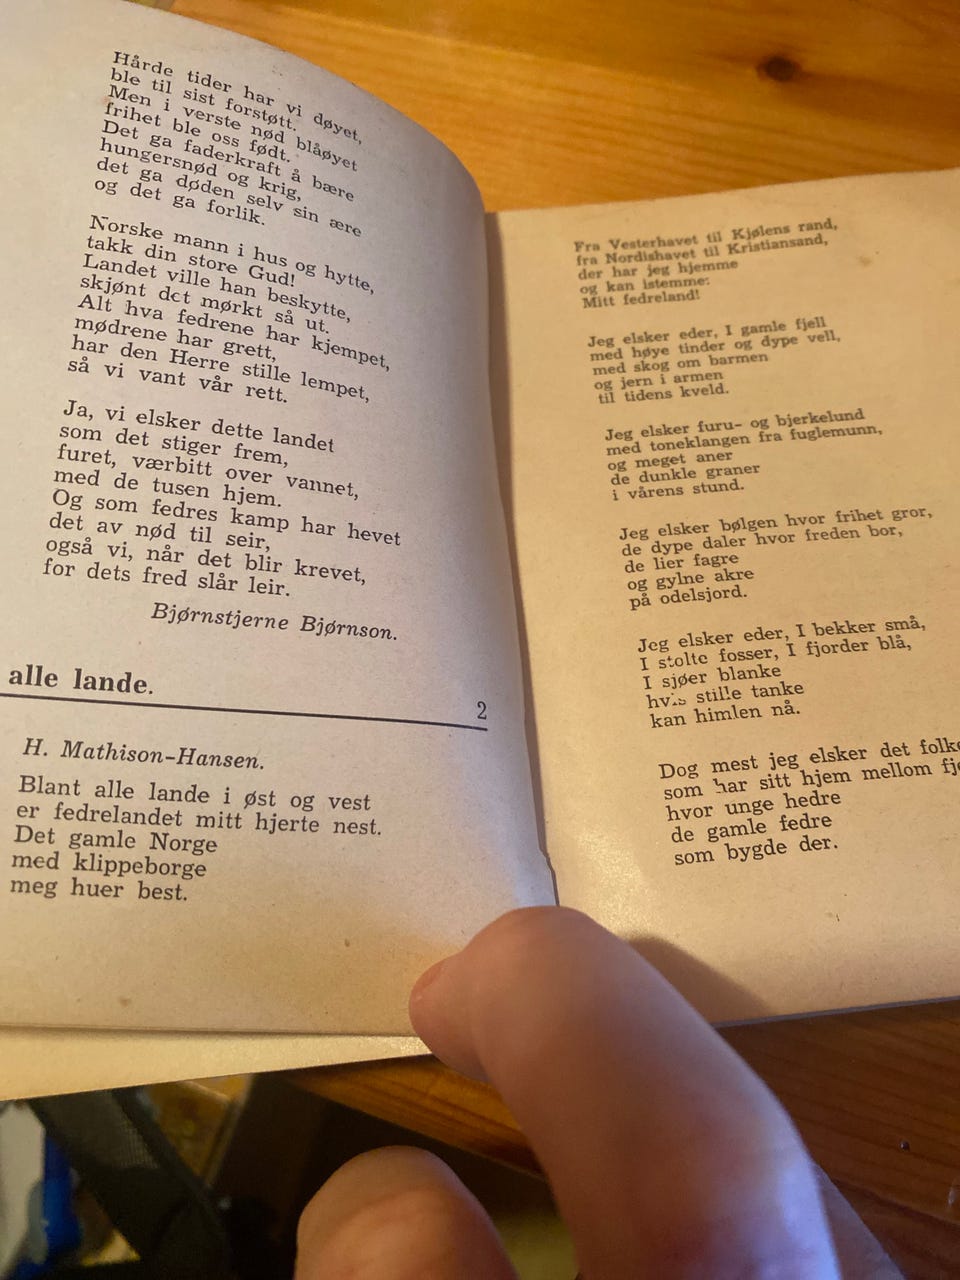 Hårde tider har vi døyet,
ble til sist forstøtt.
Men i verste nød blåøyet
frihet ble oss født.
Det ga faderkraft å bære
hungersnød og krig,
det ga døden selv sin ære
og det ga forlik.
Norske mann i hus og hytte,
takk din store Gud!
Landet ville han beskytte,
skjønt det mørkt så ut.
Alt hva fedrene har kjempet,
mødrene har grett,
har den Herre stille lempet,
så vi vant vår rett.
Ja, vi elsker dette landet
som det stiger frem,
furet, værbitt over vannet,
med de tusen hjem.
Og som fedres kamp har hevet
det av nød til seir,
også vi, når det blir krevet,
for dets fred slår leir.
Bjørnstjerne Bjørnson.
alle lande.
2
H. Mathison-Hansen.
Blant alle lande i øst og vest
er fedrelandet mitt hjerte nest.
Det gamle Norge
med klippeborge
meg huer best.
Fra Vesterhavet til Kjølens rand,
fra Nordishavet til Kristiansand,
der har jeg hjemme
og kan istemme:
Mitt fedreland!
Jeg elsker eder, I gamle fjell
med høye tinder og dype vell,
med skog om barmen
og jern i armen
til tidens kveld.
Jeg elsker furu- og bjerkelund
med toneklangen fra fuglemunn,
og meget aner
de dunkle graner
i vårens stund.
Jeg elsker bølgen hvor frihet gror,
de dype daler hvor freden bor,
de lier fagre
og gylne akre
på odelsjord.
Jeg elsker eder, I bekker små,
I stolte fosser, I fjorder blå,
I sjøer blanke
hvis stille tanke
kan himlen nå.
Dog mest jeg elsker det folk
som har sitt hjem mellom
hvor unge hedre
de gamle fedre
som bygde der.